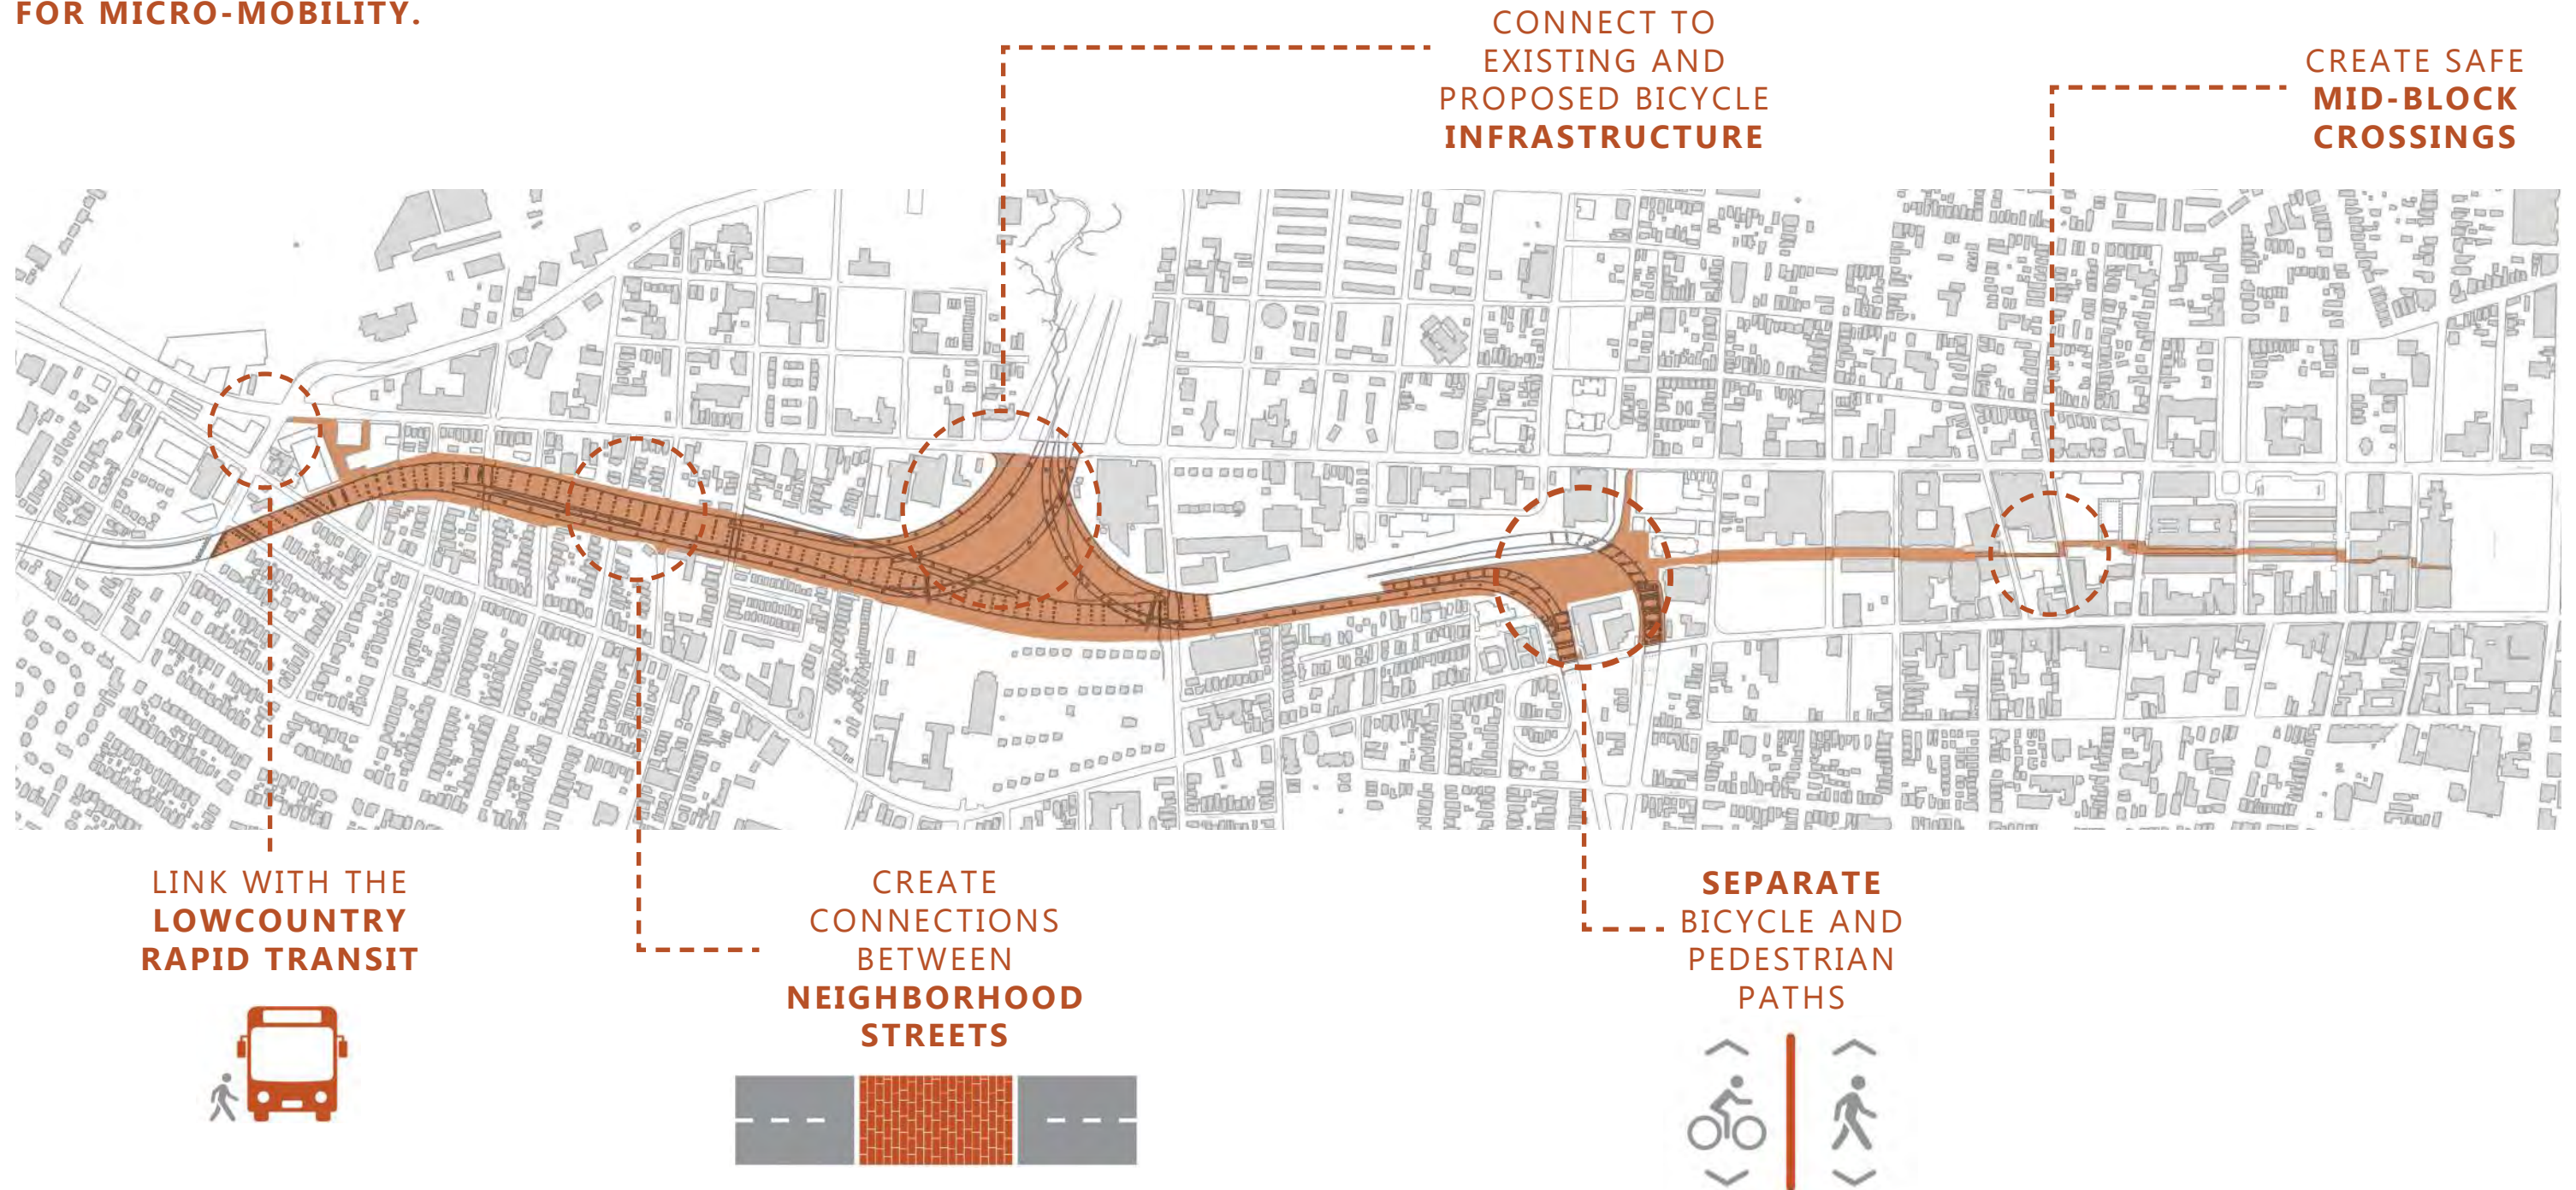 FOR MICRO-MOBILITY.
CONNECT TO
EXISTING AND
PROPOSED BICYCLE
INFRASTRUCTURE
CREATE SAFE
MID-BLOCK
CROSSINGS
LINK WITH THE
LOWCOUNTRY
RAPID TRANSIT
CREATE
CONNECTIONS
BETWEEN
NEIGHBORHOOD
STREETS
SEPARATE
BICYCLE AND
PEDESTRIAN
PATHS